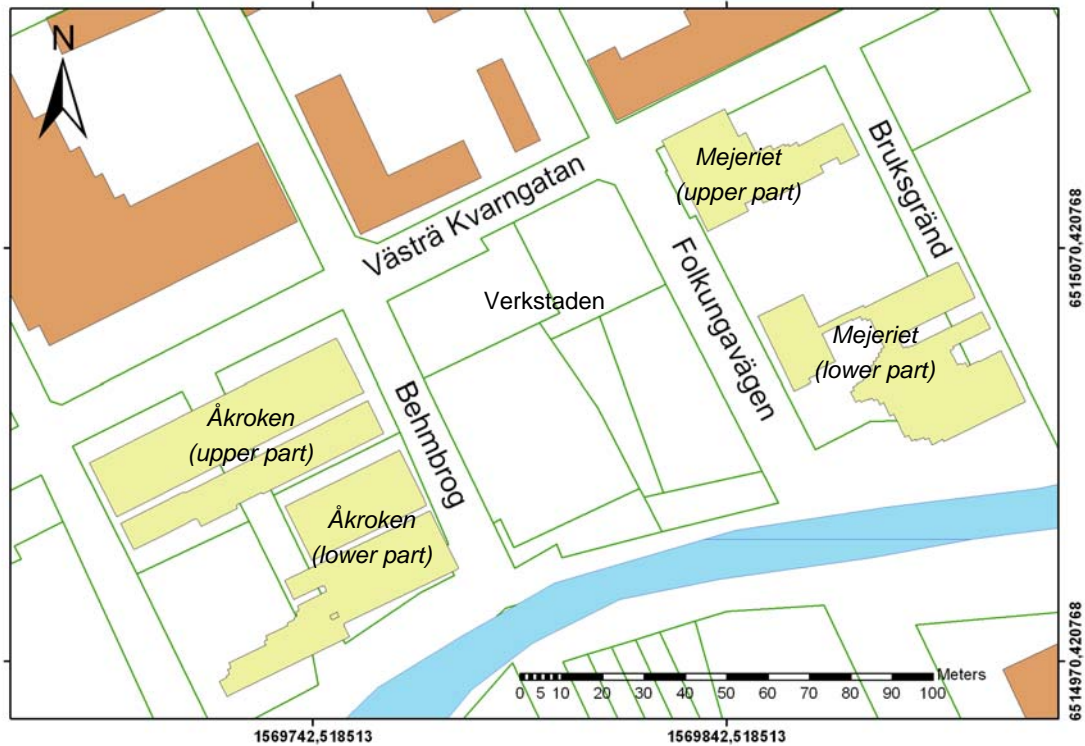 N
Mejeriet
(upper part)
Bruksgränd
Västra Kvarngatan
Folkungavägen
Verkstaden
Mejeriet
(lower part)
Behmbrog
Åkroken
(upper part)
Åkroken
(lower part)
6515070,420768
6514970,420768
Meters
0 5 10 20 30 40 50 60 70 80 90 100
1569742,518513
1569842,518513